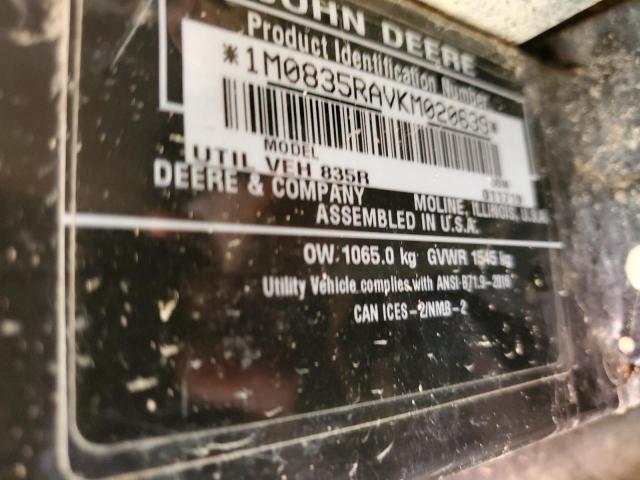 JOHN DEERE
Product Identification Number
*1M0835RAVKM020639*
MODEL
UTIL VEH 835R
DEERE & COMPANY MOLINE, ILLINOIS, U.S.A.
ASSEMBLED IN U.S.A.
OW 1065.0 kg GVWR 1545 kg
Utility Vehicle complies with ANSI B71.9-2016
CAN ICES-2/NMB-2